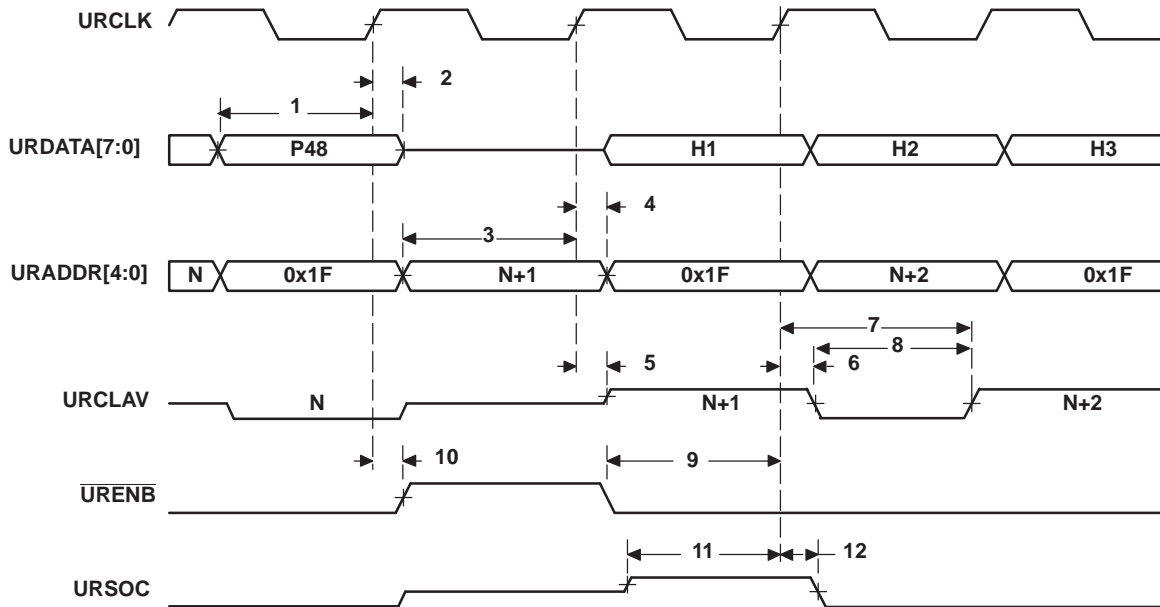 URCLK
2
1
URDATA[7:0] P48 H1 H2 H3
4
3
URADDR[4:0] N 0x1F N+1 0x1F N+2 0x1F
7
8
5 6
URCLAV N N+1 N+2
10 9
URENB
11 12
URSOC